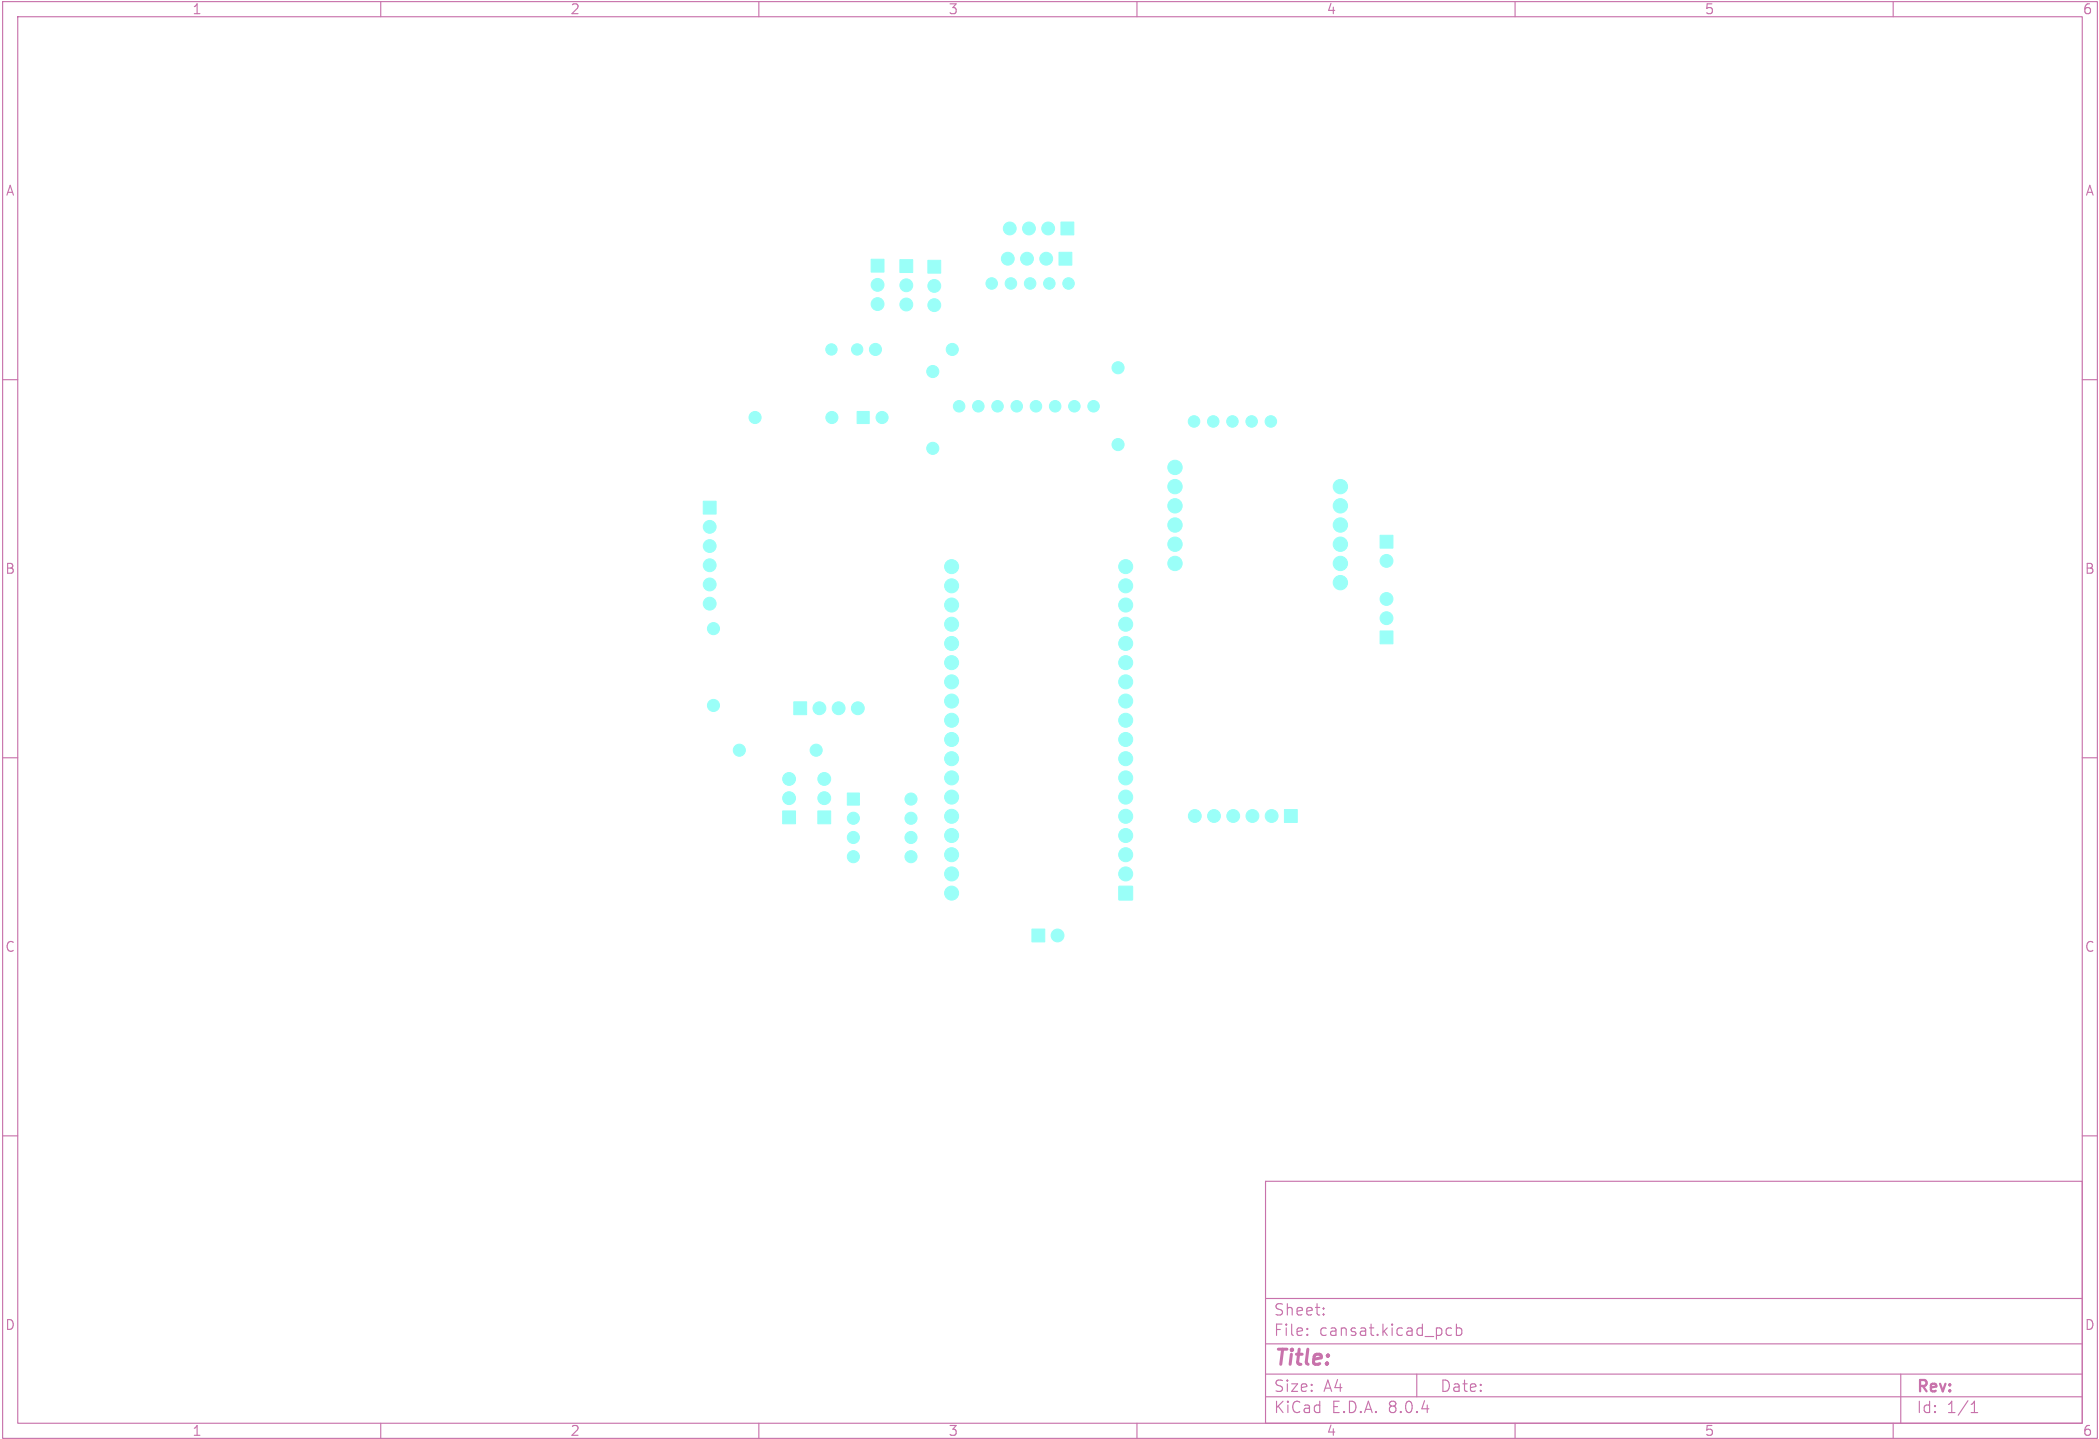 1 2 3 4 5 6
A A
B B
C C
Sheet:
File: cansat.kicad_pcb
D D
Title:
Size: A4 Date: Rev:
KiCad E.D.A. 8.0.4 Id: 1/1
1 2 3 4 5 6